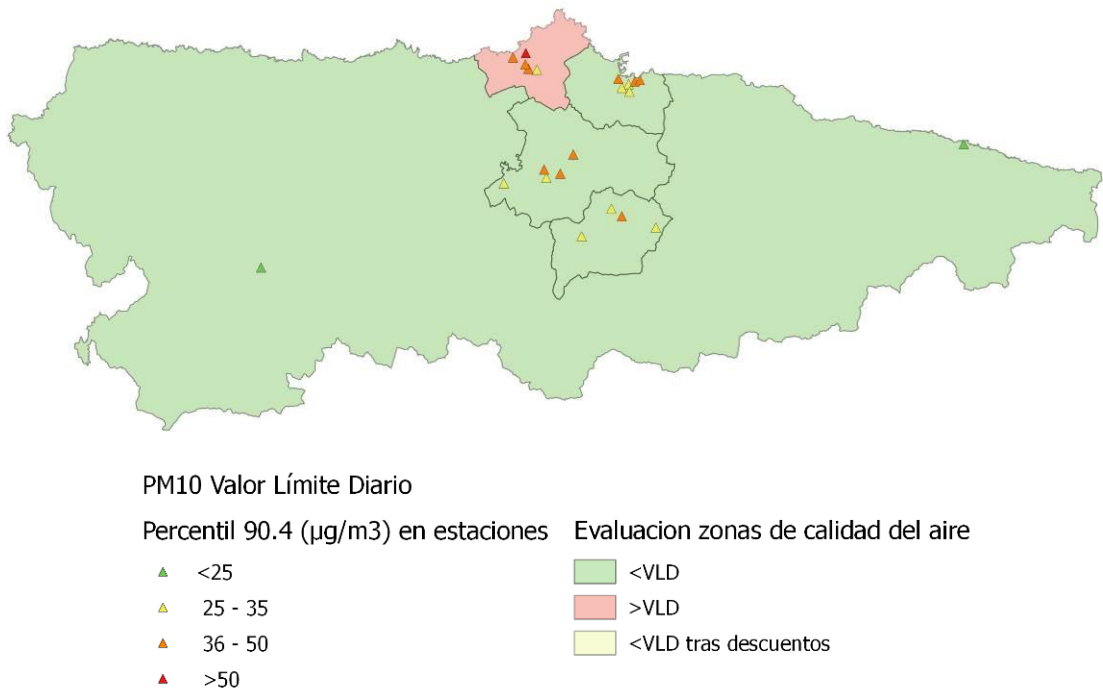 PM10 Valor Límite Diario
Percentil 90.4 (µg/m3) en estaciones
<25
25 - 35
36 - 50
>50
Evaluacion zonas de calidad del aire
<VLD
>VLD
<VLD tras descuentos